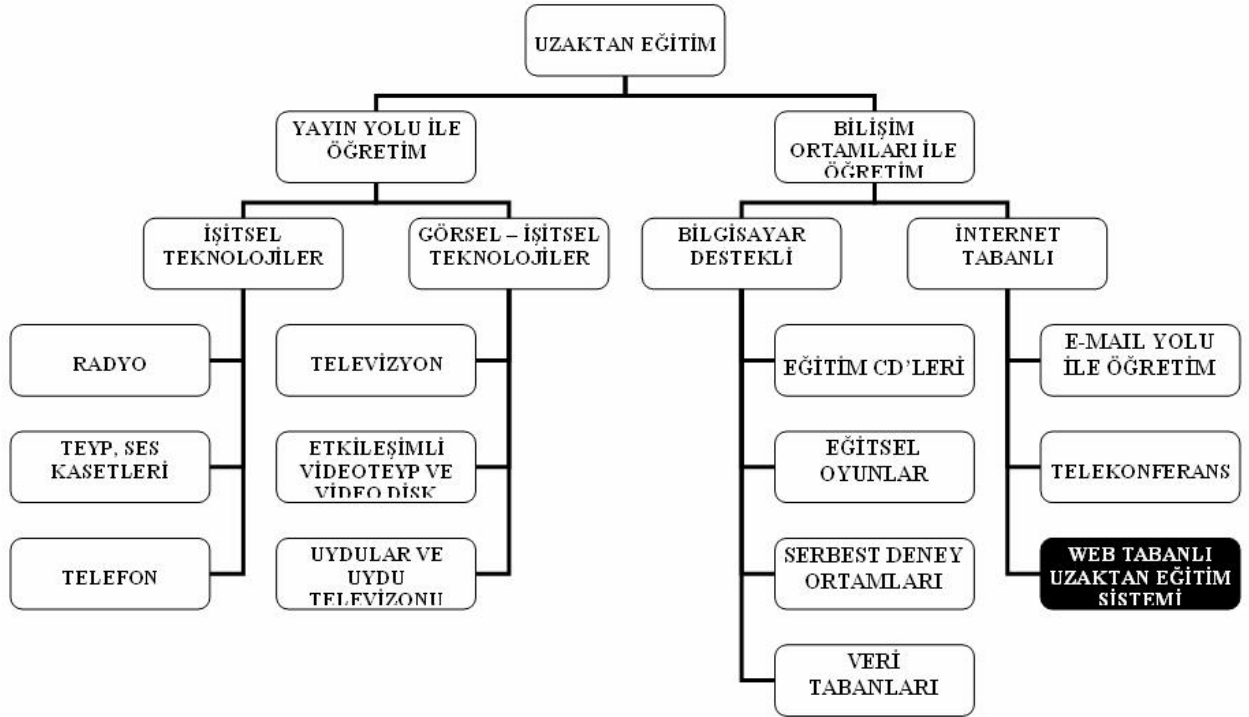 UZAKTAN EĞİTİM
YAYIN YOLU İLE
ÖĞRETİM
BİLİŞİM
ORTAMLARI İLE
ÖĞRETİM
İŞİTSEL
TEKNOLOJİLER
GÖRSEL – İŞİTSEL
TEKNOLOJİLER
BİLGİSAYAR
DESTEKLİ
İNTERNET
TABANLI
RADYO
TELEVİZYON
EĞİTİM CD’LERİ
E-MAIL YOLU
İLE ÖĞRETİM
TEYP, SES
KASETLERİ
ETKİLEŞİMLİ
VİDEOTEYP VE
VİDEO DİSK
EĞİTSEL
OYUNLAR
TELEKONFERANS
TELEFON
UYDULAR VE
UYDU
TELEVİZONU
SERBEST DENEY
ORTAMLARI
WEB TABANLI
UZAKTAN EĞİTİM
SİSTEMİ
VERİ
TABANLARI